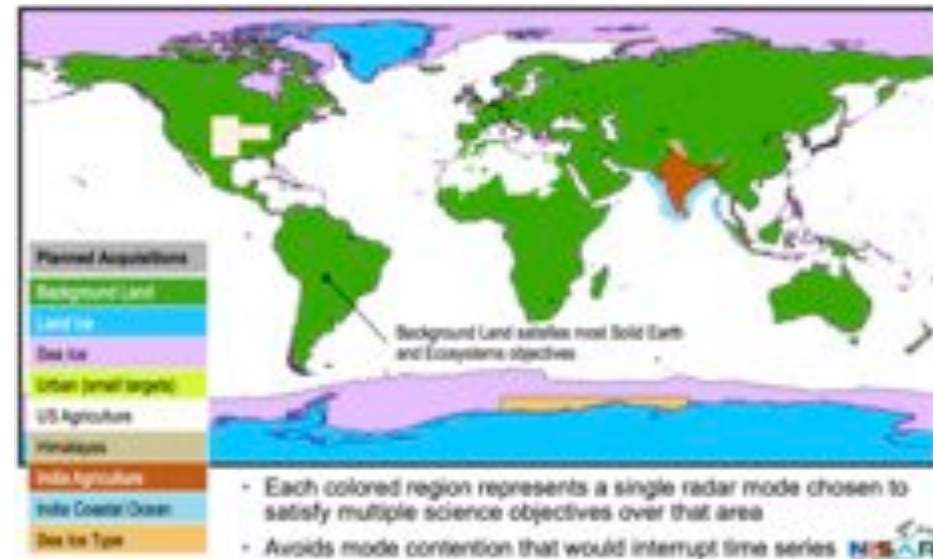 Planned Acquisitions
Background Land
Land Ice
Sea Ice
Urban (small targets)
US Agriculture
Himalayas
India Agriculture
India Coastal Ocean
Sea Ice Type
Background Land satisfies most Solid Earth
and Ecosystems objectives
· Each colored region represents a single radar mode chosen to
satisfy multiple science objectives over that area
· Avoids mode contention that would interrupt time series